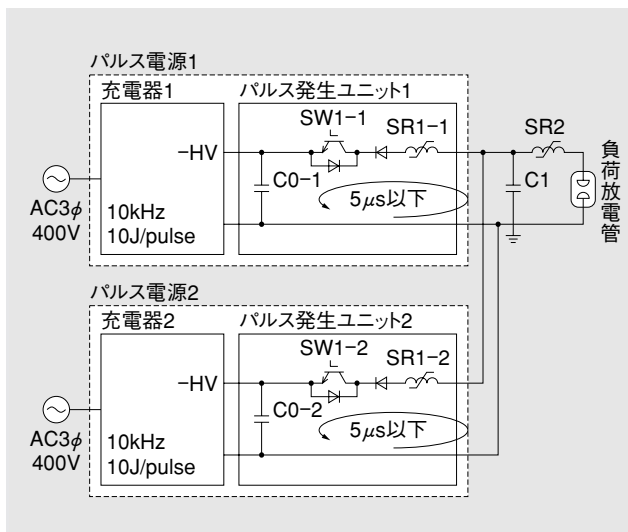 パルス電源1
充電器1
パルス発生ユニット1
SW1-1
SR1-1
SR2
-HV
C0-1
C1
負荷放電管
5μs以下
AC3φ
400V
10kHz
10J/pulse
パルス電源2
充電器2
パルス発生ユニット2
SW1-2
SR1-2
-HV
C0-2
5μs以下
AC3φ
400V
10kHz
10J/pulse